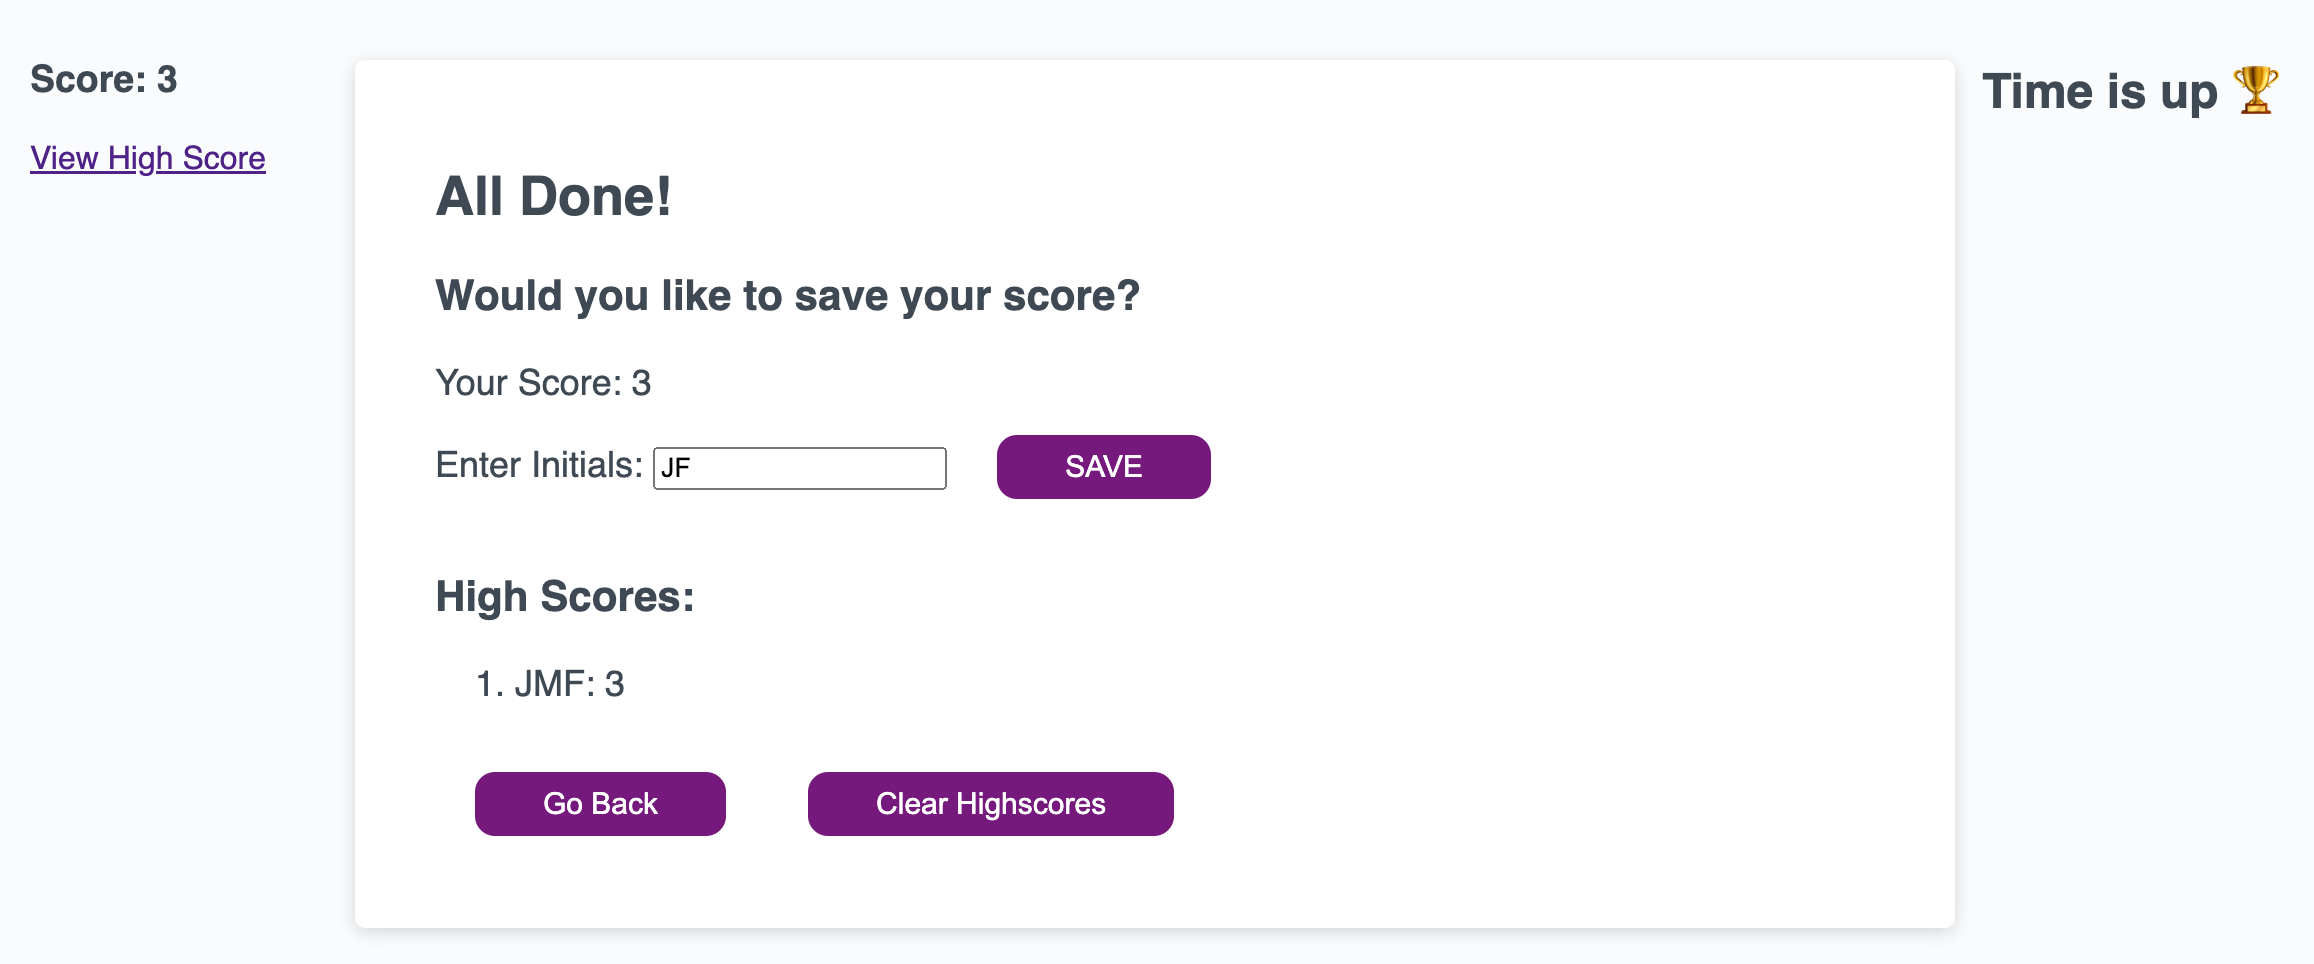 Score: 3
View High Score
Time is up 🏆
All Done!
Would you like to save your score?
Your Score: 3
Enter Initials: JF SAVE
High Scores:
1. JMF: 3
Go Back Clear Highscores